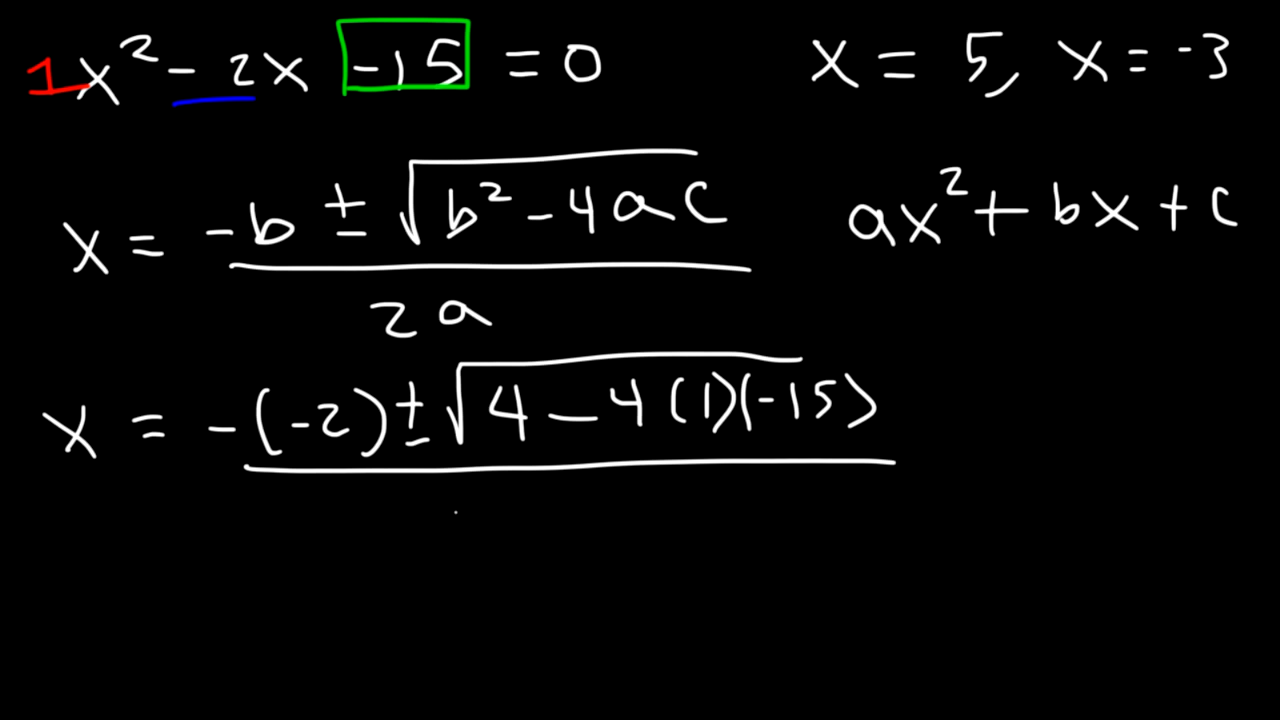 1x² - 2x -15 = 0    x = 5, x = -3
x = -b ± √b² - 4ac    ax² + bx + c
2a
x = -(-2) ± √4 - 4(1)(-15)